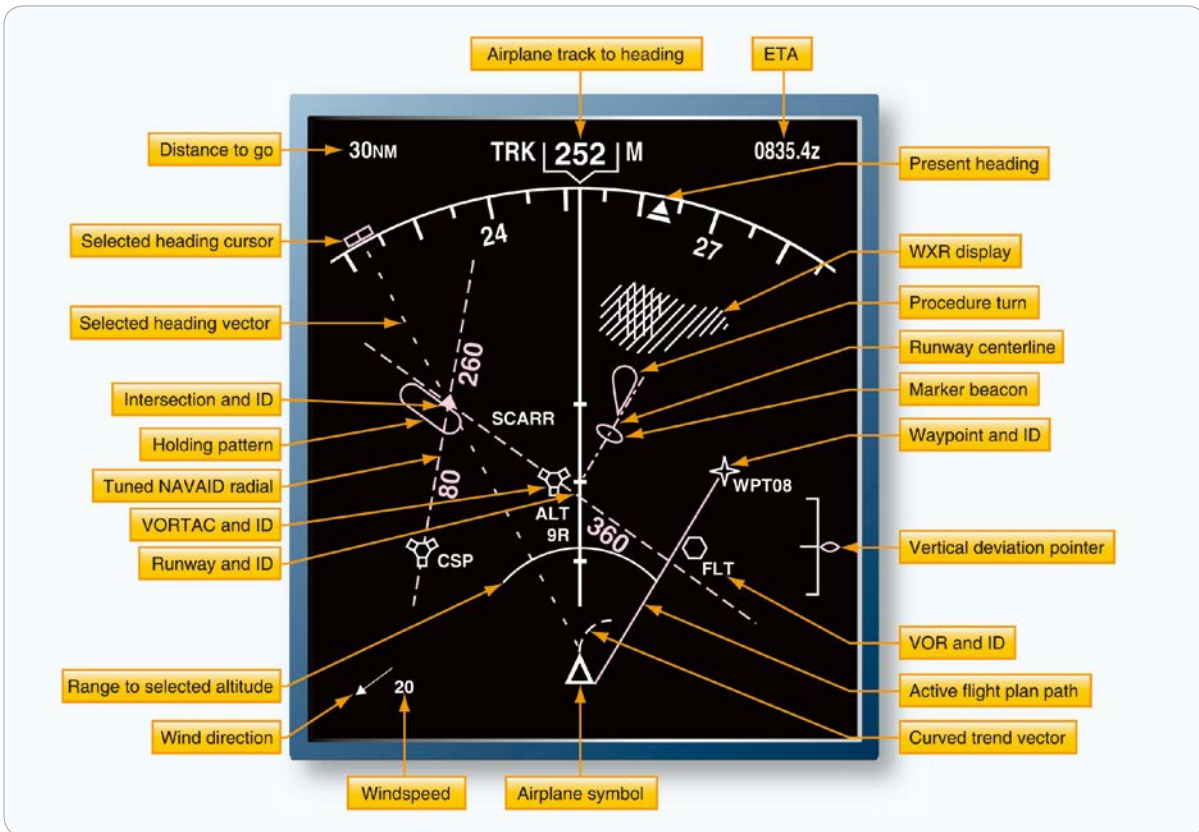 Airplane track to heading
ETA
Distance to go
30NM
TRK 252 M
0835.4z
Present heading
Selected heading cursor
24
27
WXR display
Selected heading vector
Procedure turn
260
Runway centerline
Intersection and ID
SCARR
Marker beacon
Holding pattern
Waypoint and ID
Tuned NAVAID radial
80
WPT08
VORTAC and ID
ALT
9R
360
Runway and ID
CSP
FLT
Vertical deviation pointer
VOR and ID
Range to selected altitude
20
Active flight plan path
Wind direction
Curved trend vector
Windspeed
Airplane symbol